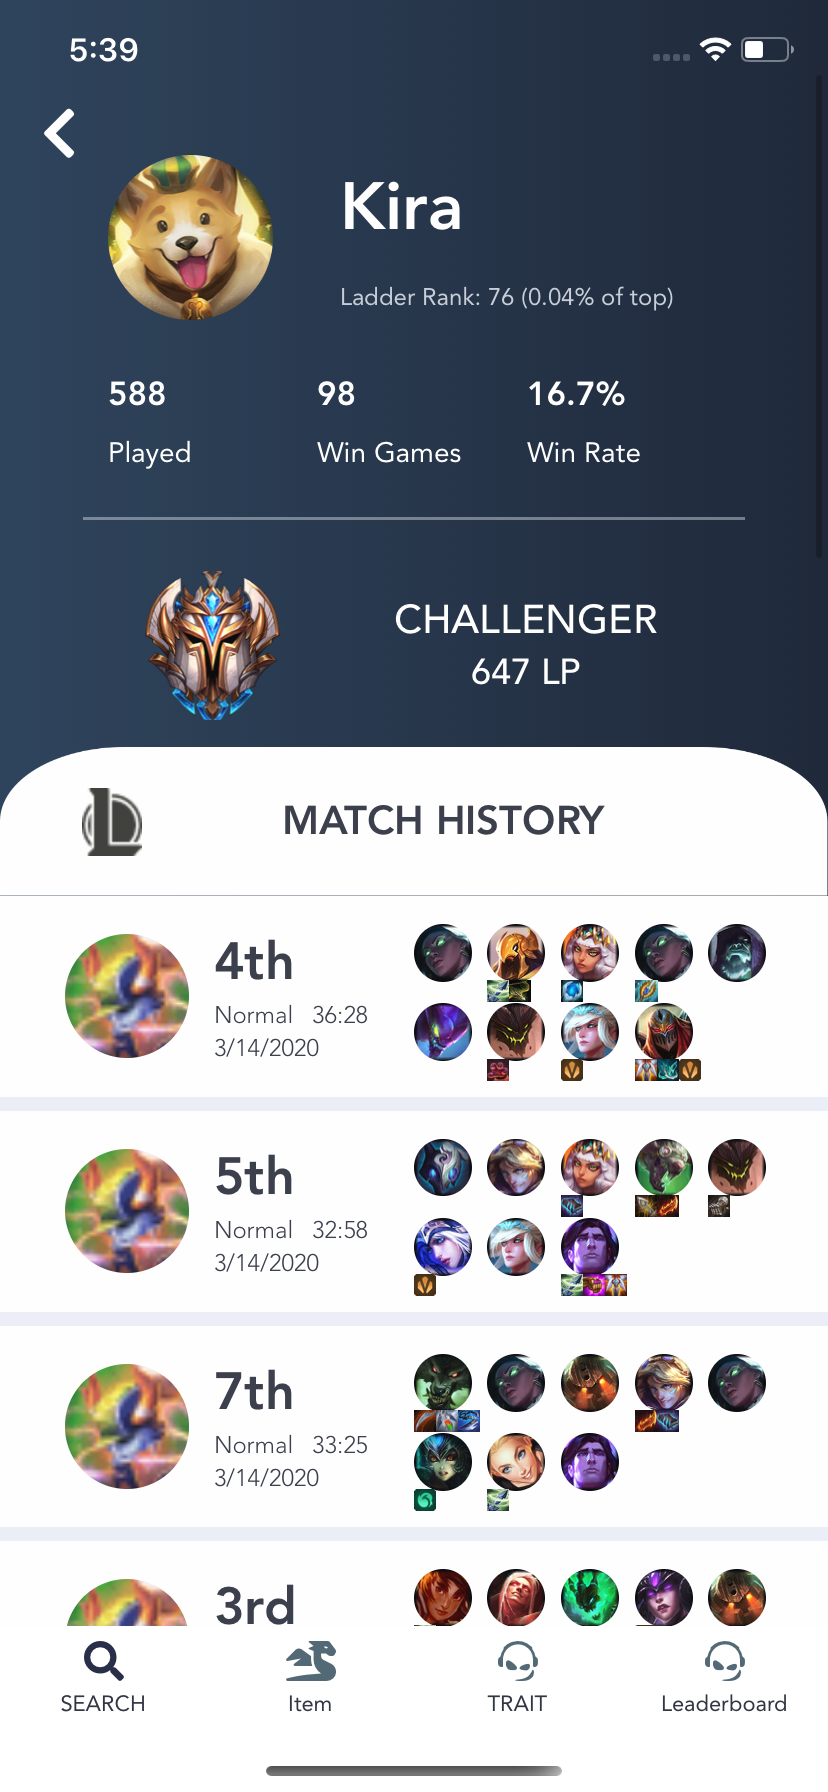 5:39
Kira
Ladder Rank: 76 (0.04% of top)
588 98 16.7%
Played Win Games Win Rate
CHALLENGER
647 LP
MATCH HISTORY
4th
Normal 36:28
3/14/2020
5th
Normal 32:58
3/14/2020
7th
Normal 33:25
3/14/2020
3rd
SEARCH Item TRAIT Leaderboard